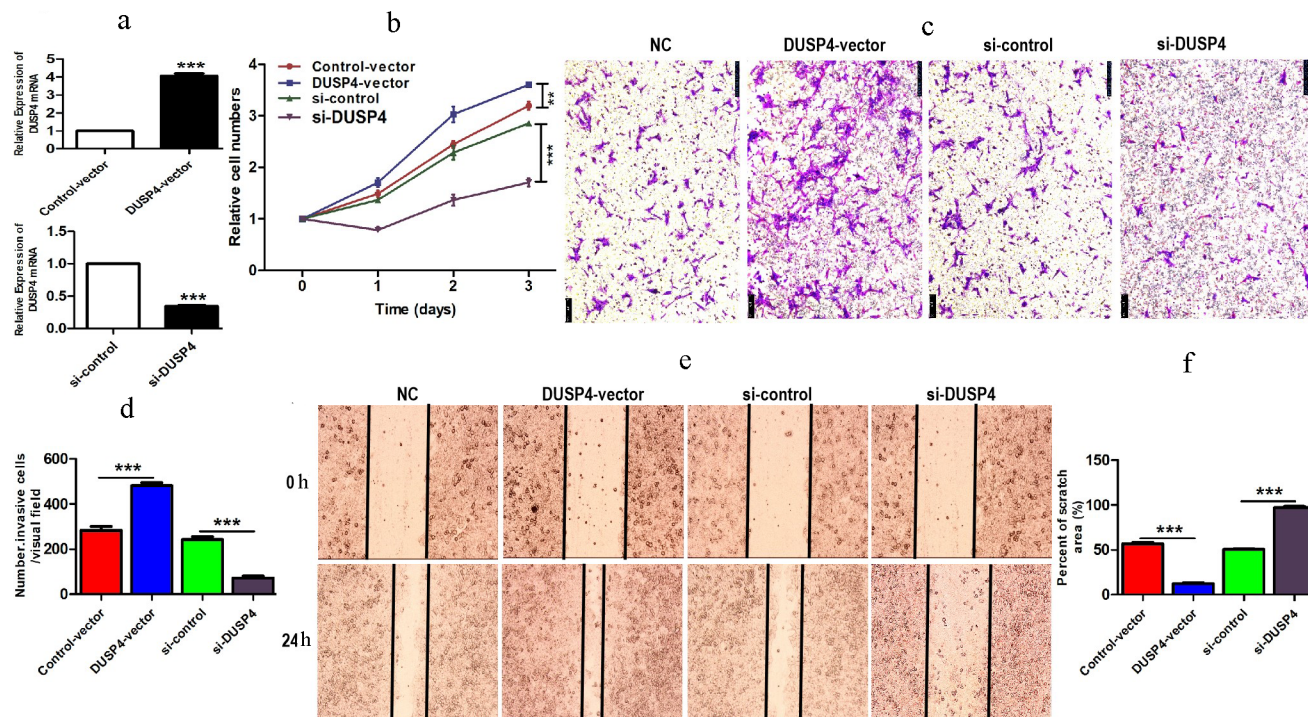 a
Relative Expression of
DUSP4 mRNA
5
4
3
2
1
0
***
Control-vector
DUSP4-vector
Relative Expression of
DUSP4 mRNA
1.5
1.0
0.5
0.0
***
si-control
si-DUSP4
b
Relative cell numbers
4
3
2
1
0
Control-vector
DUSP4-vector
si-control
si-DUSP4
**
***
0
1
2
3
Time (days)
c
NC
DUSP4-vector
si-control
si-DUSP4
d
Number.invasive cells
/visual field
600
400
200
0
***
***
Control-vector
DUSP4-vector
si-control
si-DUSP4
e
NC
DUSP4-vector
si-control
si-DUSP4
0 h
24 h
f
Percent of scratch
area (%)
150
100
50
0
***
***
Control-vector
DUSP4-vector
si-control
si-DUSP4